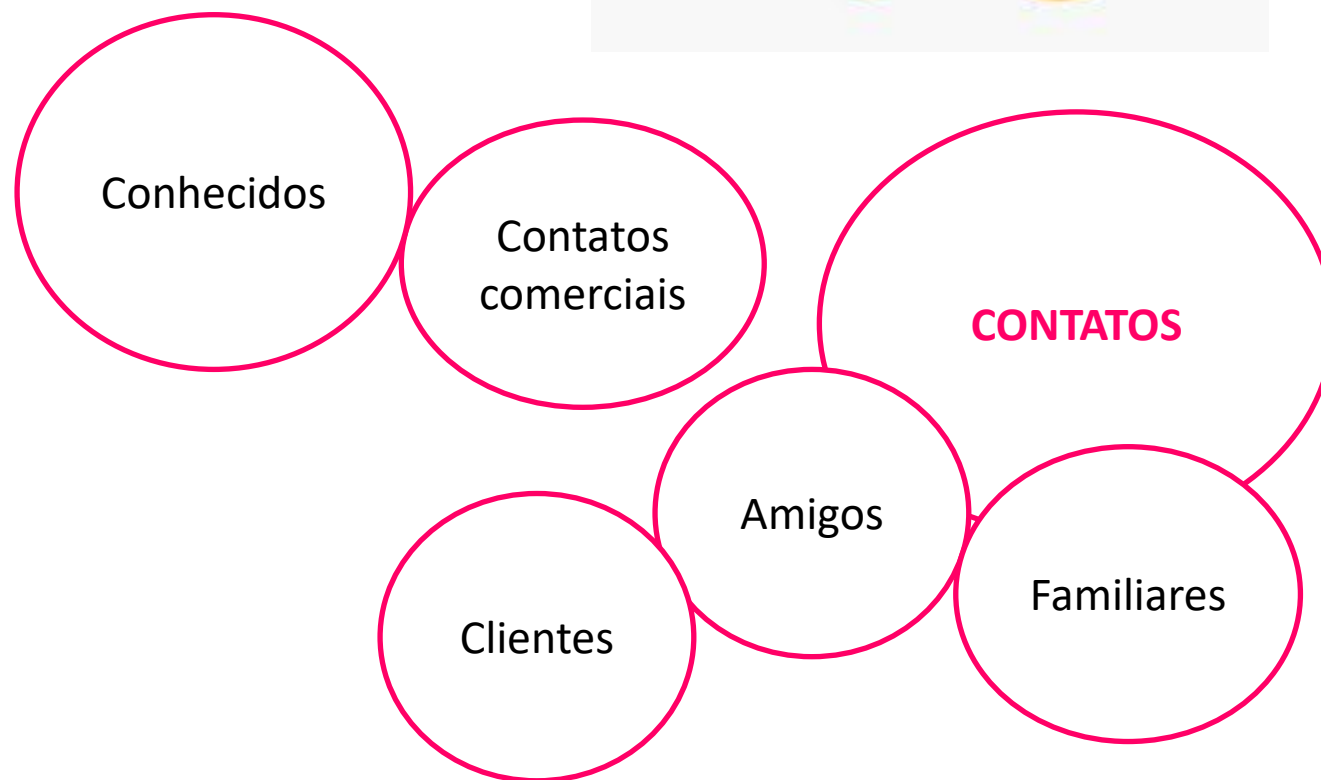 Conhecidos
Contatos
comerciais
CONTATOS
Amigos
Familiares
Clientes